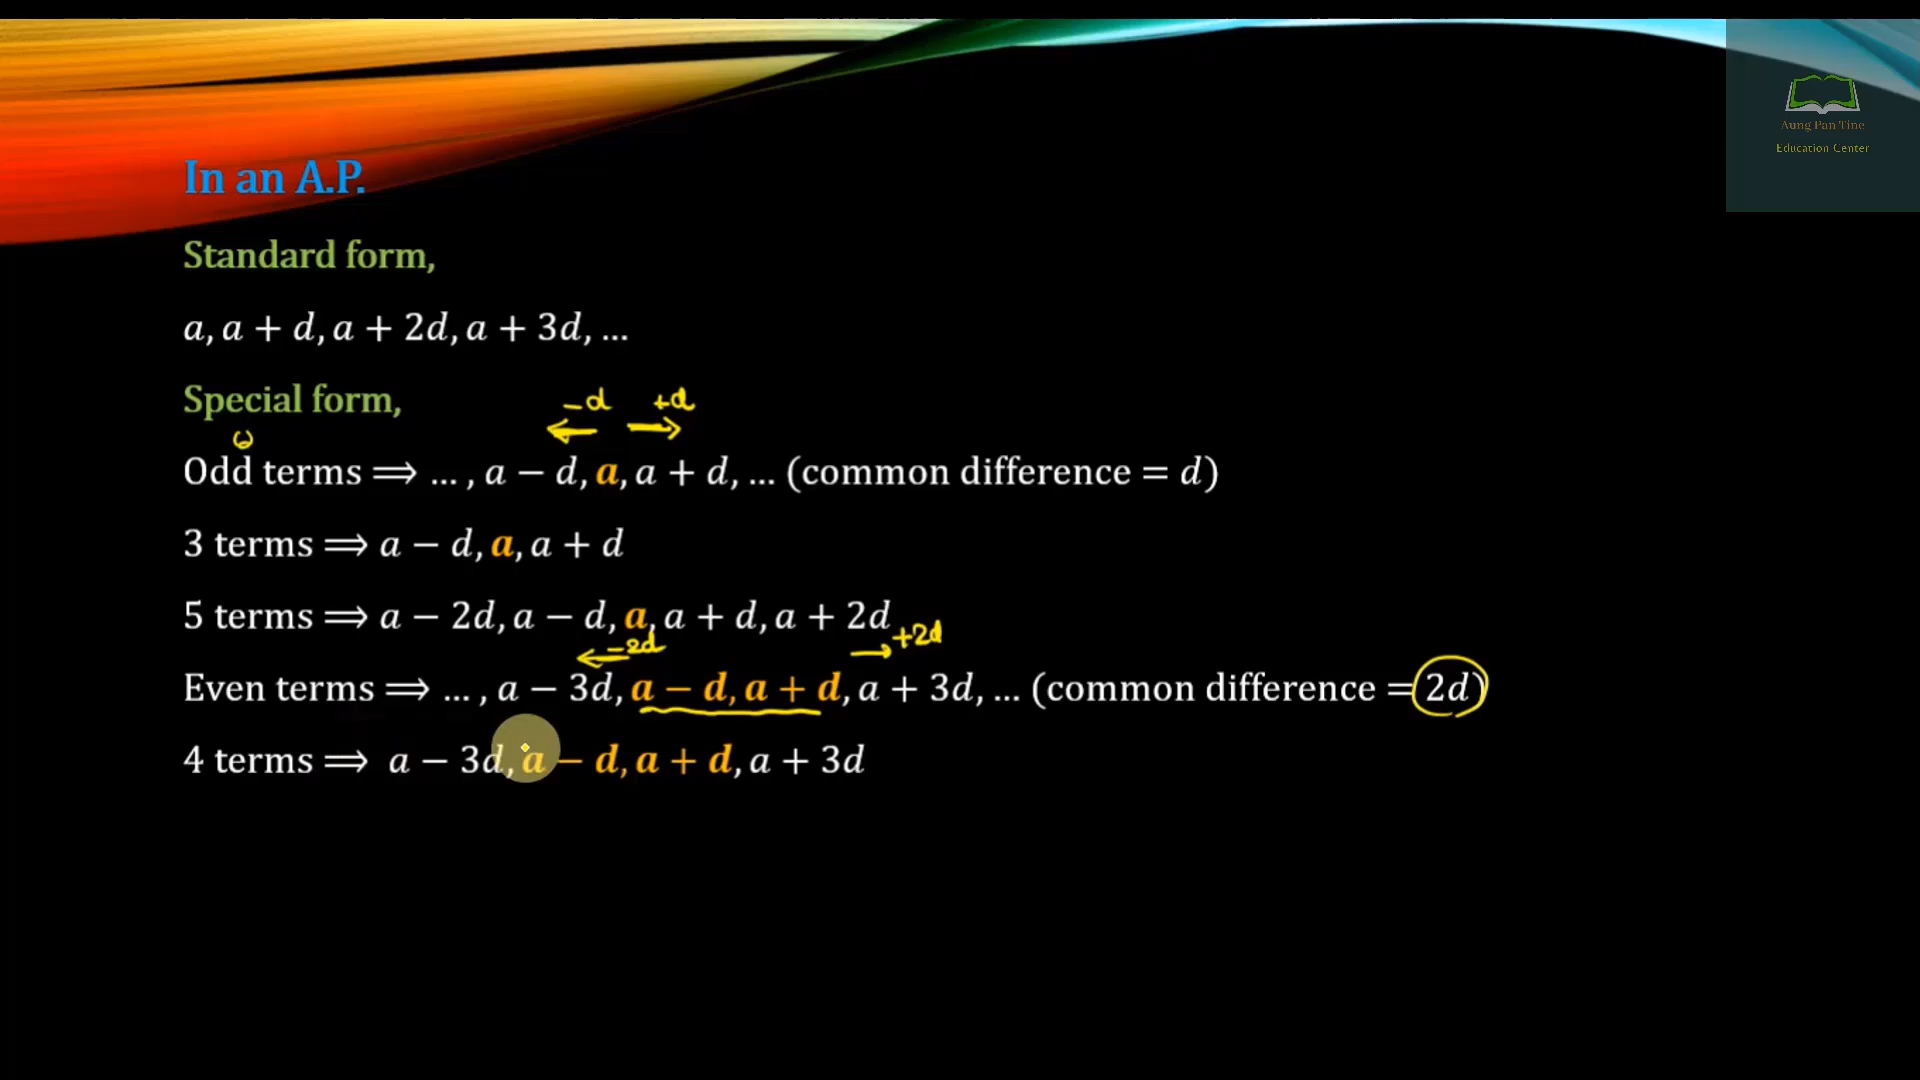 Aung Pan Tine
Education Center
In an A.P.
Standard form,
a, a + d, a + 2d, a + 3d, ...
Special form,
−d +d
Odd terms ⟹ ... , a − d, a, a + d, ... (common difference = d)
3 terms ⟹ a − d, a, a + d
5 terms ⟹ a − 2d, a − d, a, a + d, a + 2d
−2d +2d
Even terms ⟹ ... , a − 3d, a − d, a + d, a + 3d, ... (common difference = 2d)
4 terms ⟹ a − 3d, a − d, a + d, a + 3d